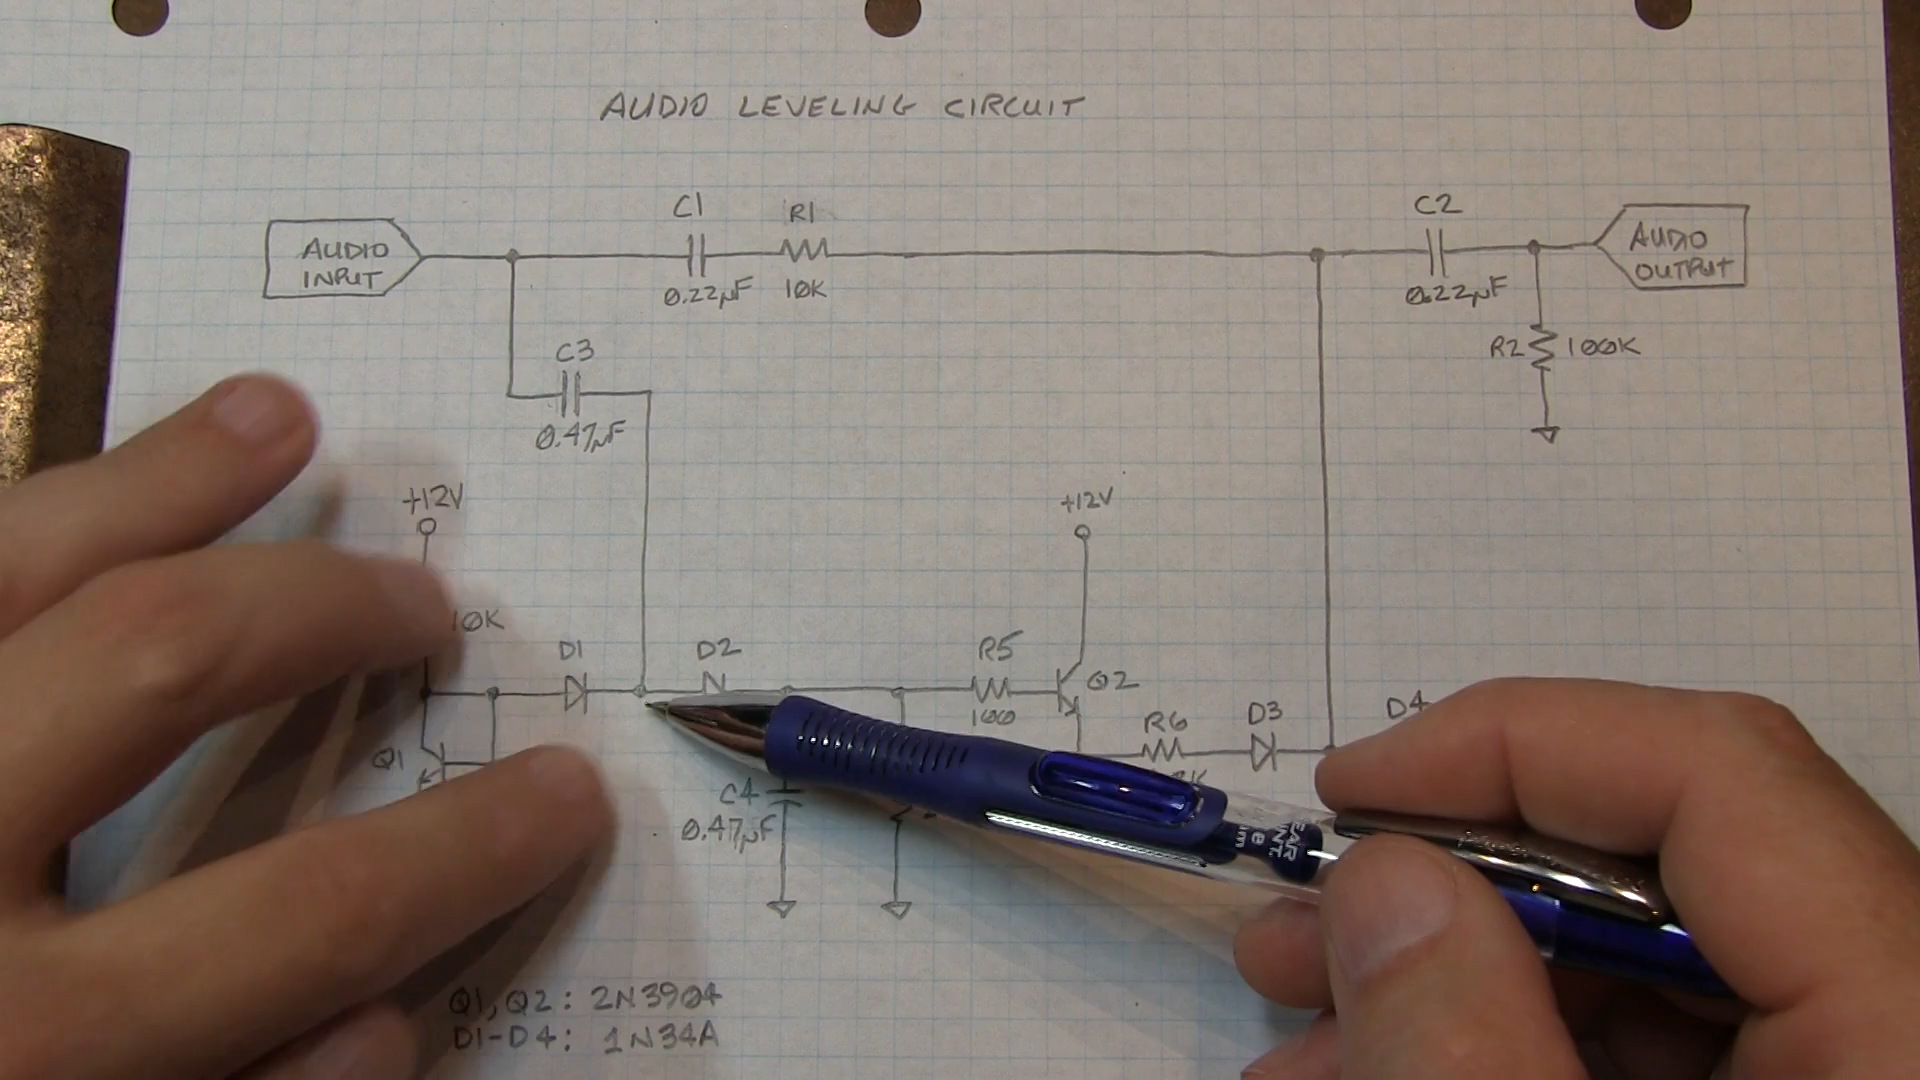 AUDIO LEVELING CIRCUIT
C1
R1
C2
AUDIO
INPUT
AUDIO
OUTPUT
0.22µF
10K
0.22µF
R2
100K
C3
0.47µF
+12V
+12V
10K
D1
D2
R5
Q2
100
R6
D3
D4
Q1
C4
0.47µF
Q1, Q2: 2N3904
D1-D4: 1N34A